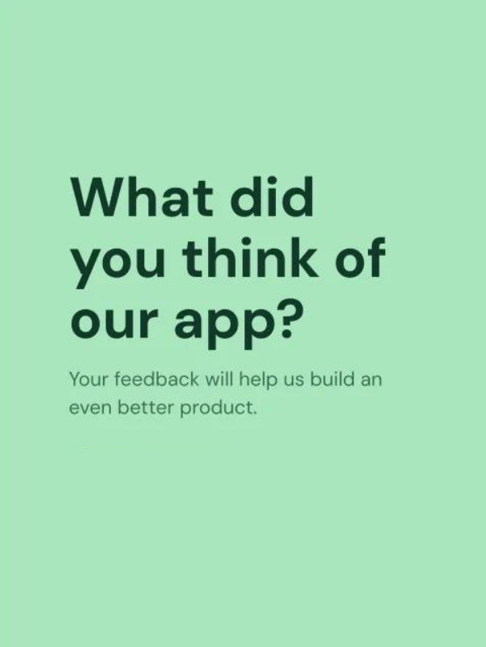 What did
you think of
our app?
Your feedback will help us build an
even better product.